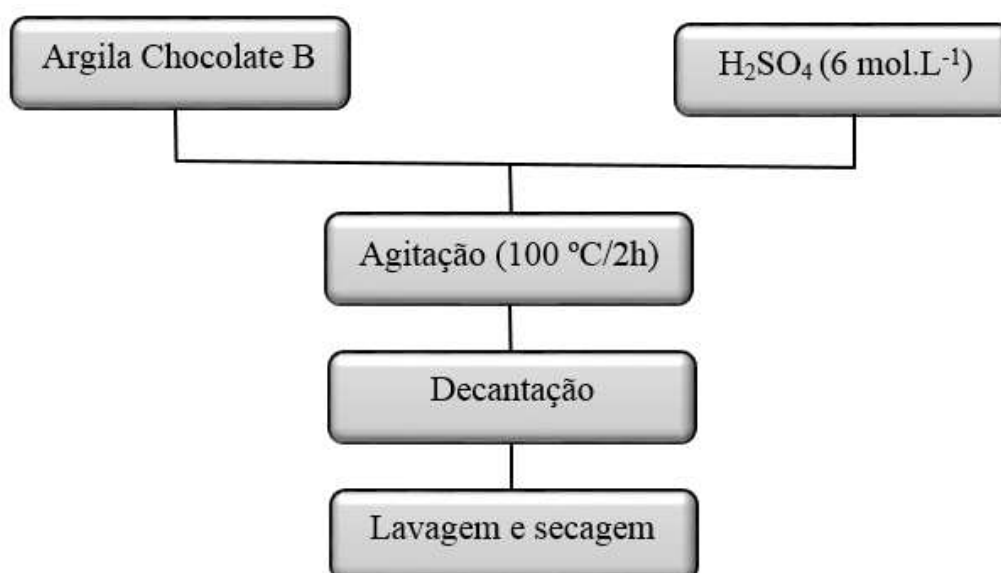 Argila Chocolate B
H₂SO₄ (6 mol.L⁻¹)
Agitação (100 ºC/2h)
Decantação
Lavagem e secagem